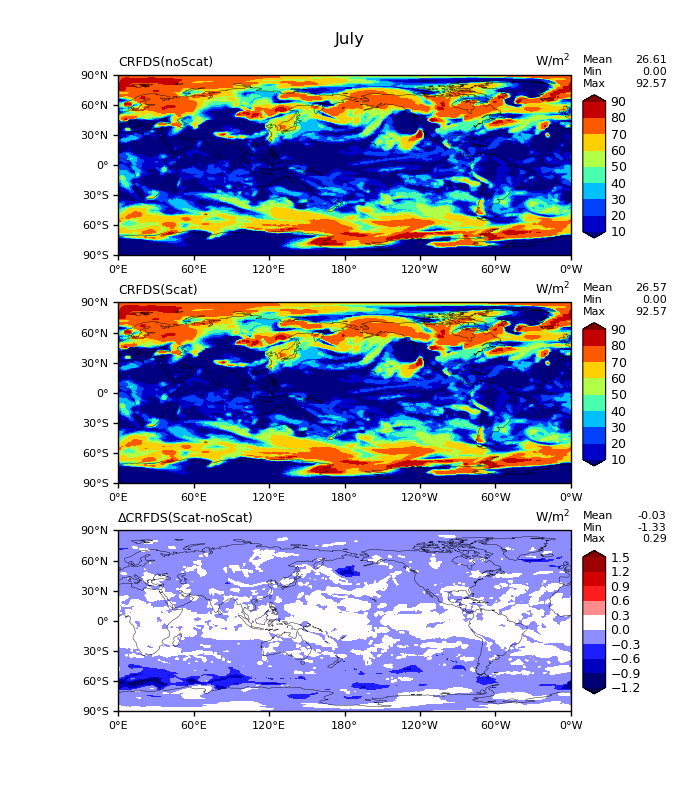 July
CRFDS(noScat) W/m²
Mean 26.61
Min 0.00
Max 92.57
90°N
60°N
30°N
0°
30°S
60°S
90°S
0°E 60°E 120°E 180° 120°W 60°W 0°W
90
80
70
60
50
40
30
20
10
CRFDS(Scat) W/m²
Mean 26.57
Min 0.00
Max 92.57
90°N
60°N
30°N
0°
30°S
60°S
90°S
0°E 60°E 120°E 180° 120°W 60°W 0°W
90
80
70
60
50
40
30
20
10
ΔCRFDS(Scat-noScat) W/m²
Mean -0.03
Min -1.33
Max 0.29
90°N
60°N
30°N
0°
30°S
60°S
90°S
0°E 60°E 120°E 180° 120°W 60°W 0°W
1.5
1.2
0.9
0.6
0.3
0.0
−0.3
−0.6
−0.9
−1.2